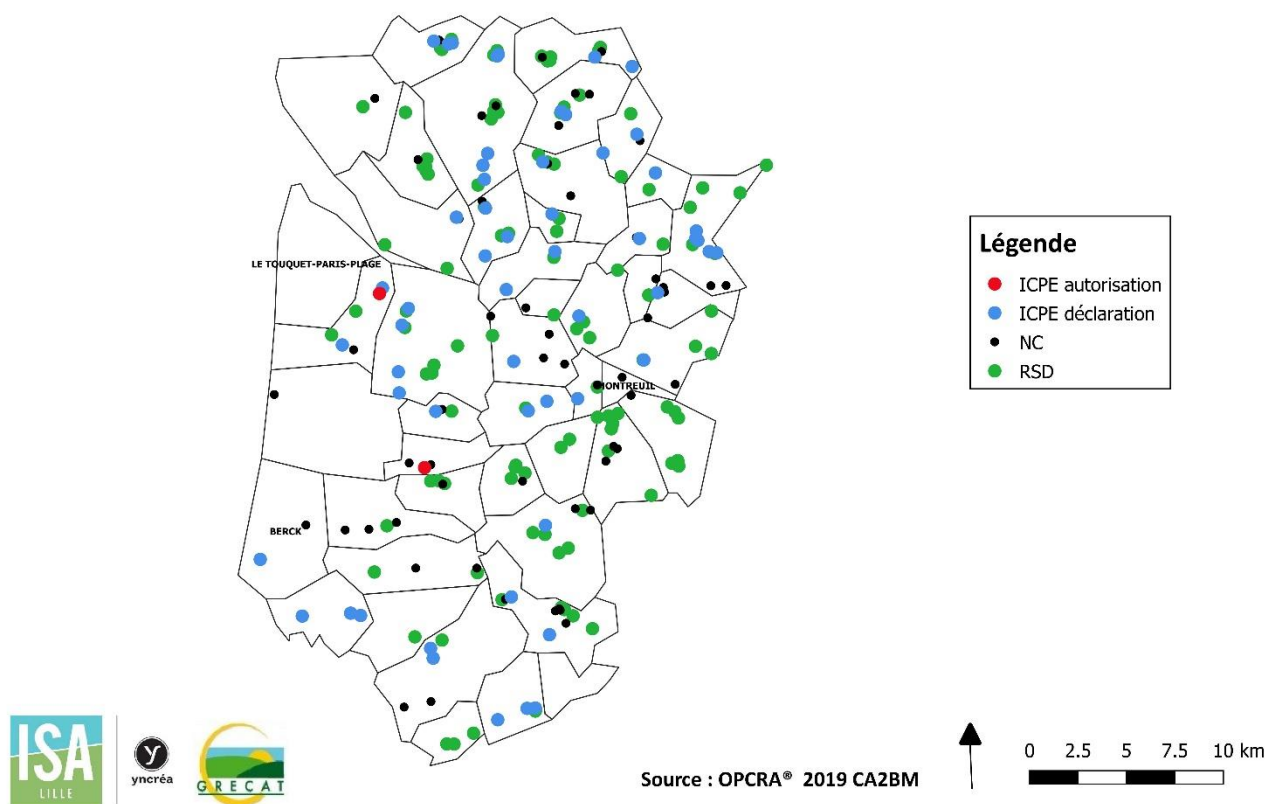 LE TOUQUET-PARIS-PLAGE
MONTREUIL
BERCK
Légende
ICPE autorisation
ICPE déclaration
NC
RSD
ISA
LILLE
y
yncréa
GRECAT
Source : OPCRA® 2019 CA2BM
0 2.5 5 7.5 10 km